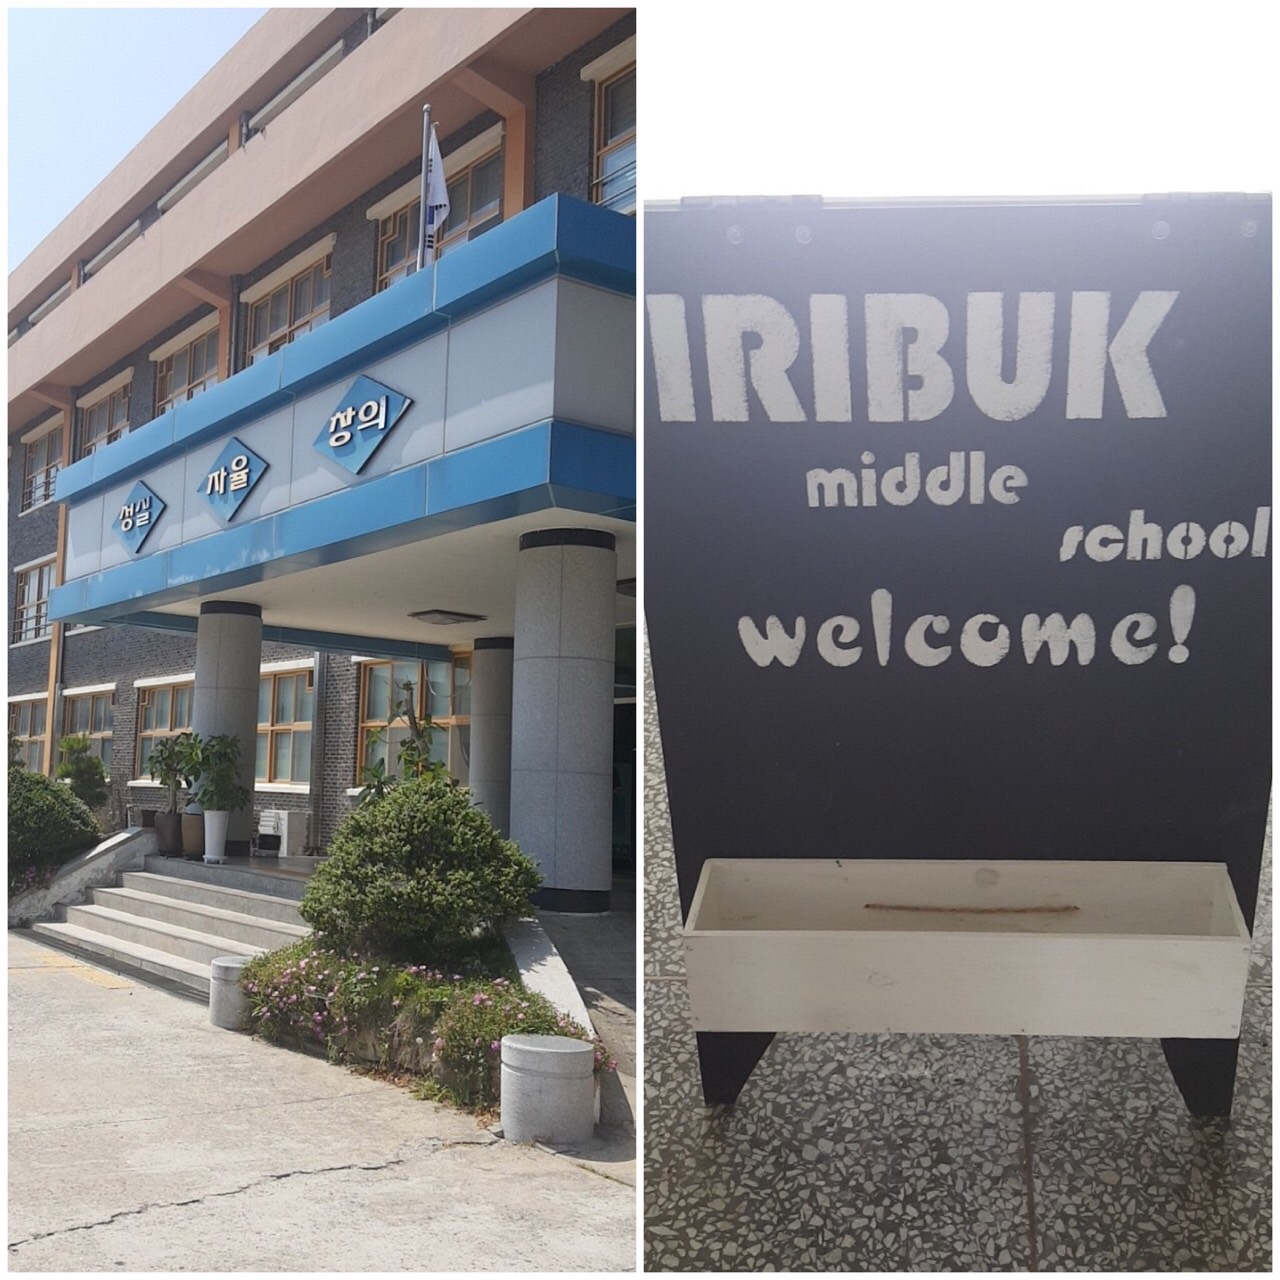 성실 자율 창의
IRIBUK
middle
school
welcome!